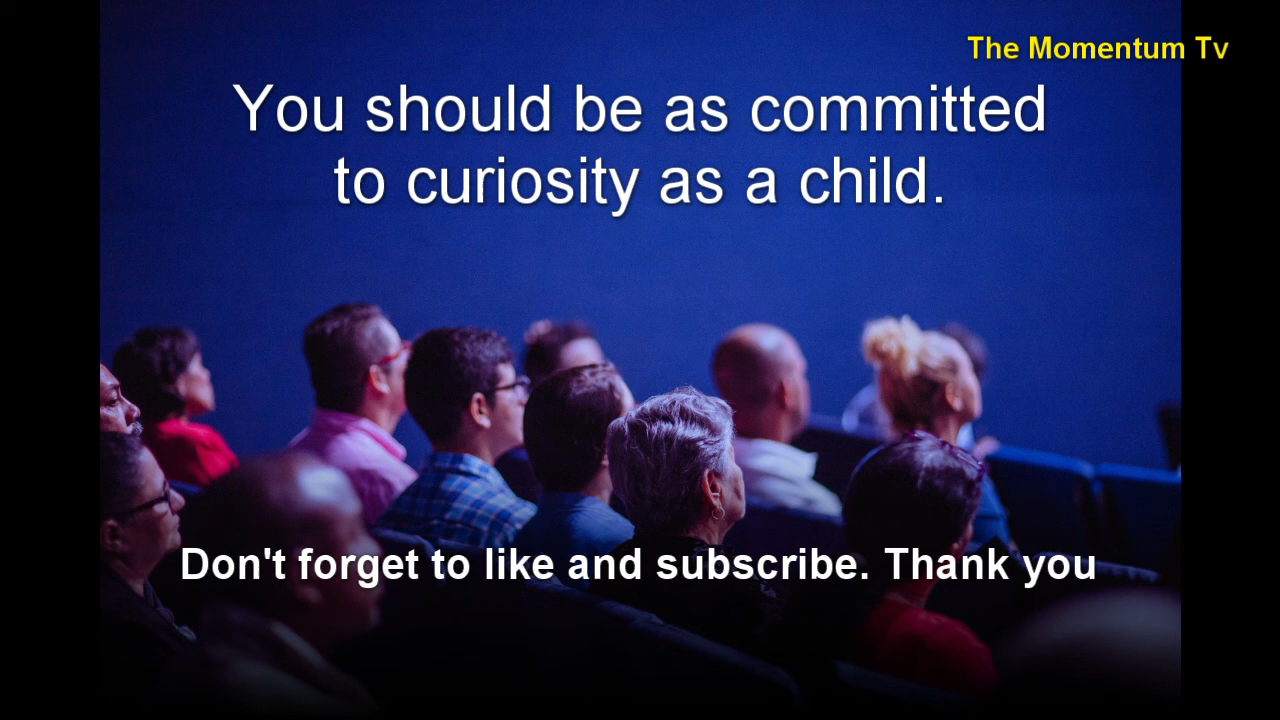 The Momentum Tv
You should be as committed
to curiosity as a child.
Don't forget to like and subscribe. Thank you